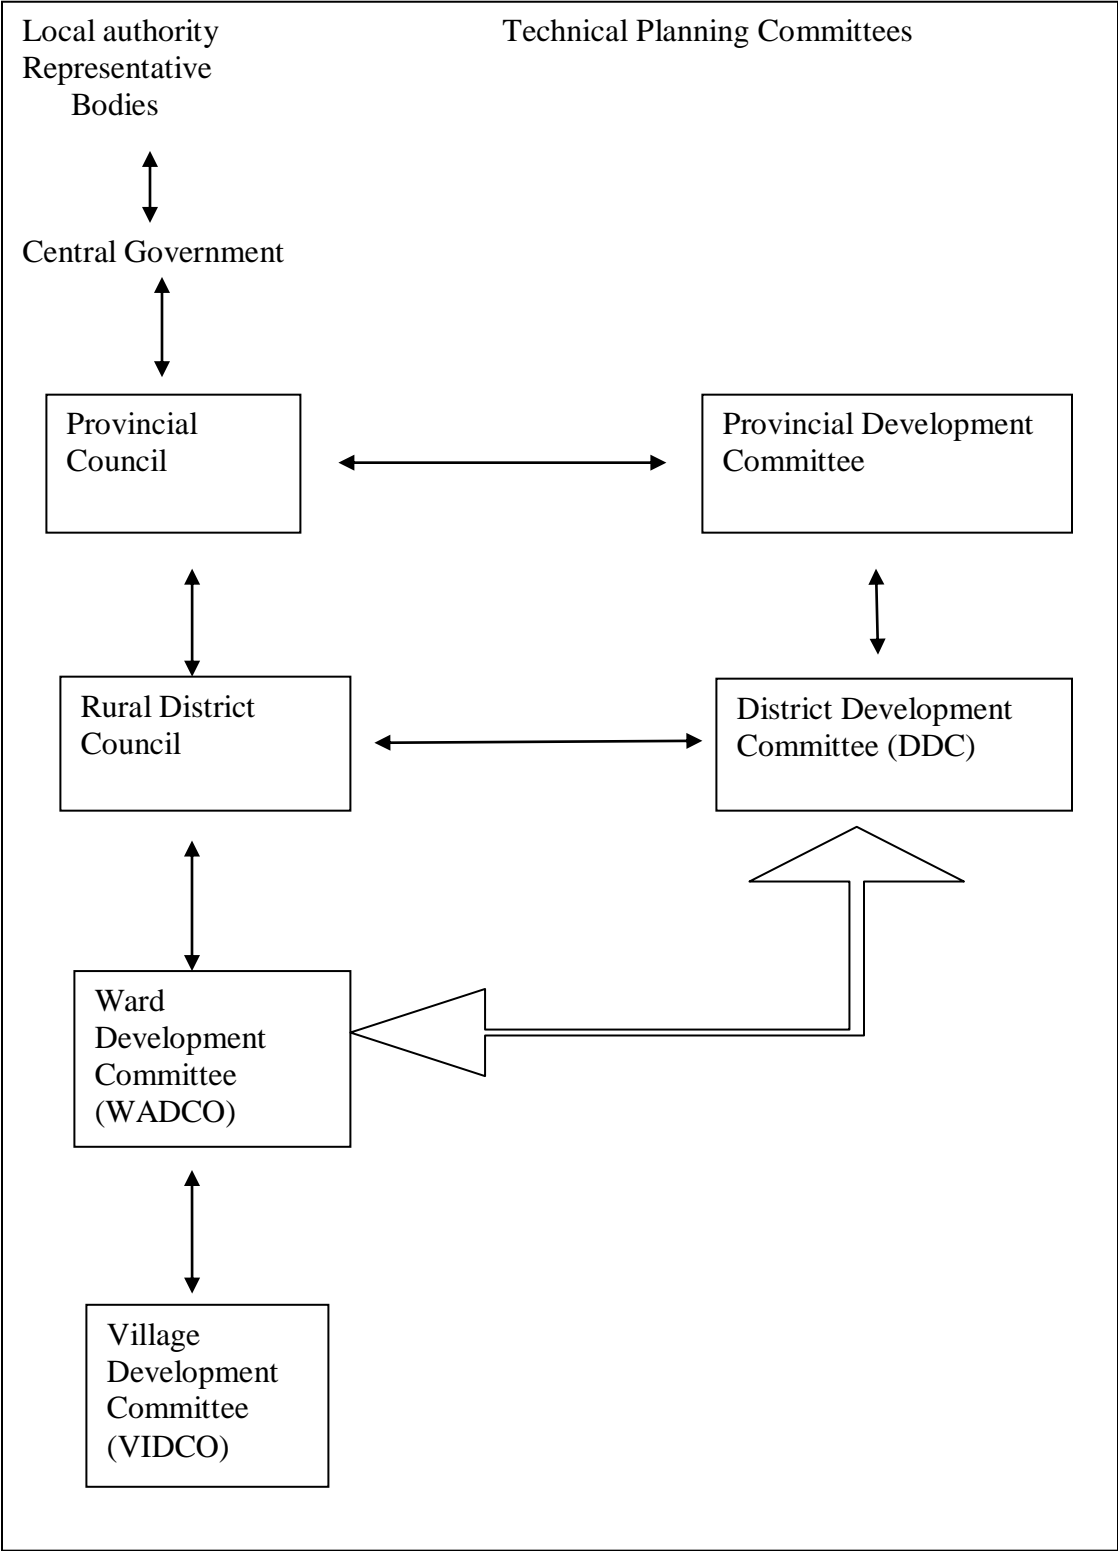 Local authority
Representative
Bodies
Technical Planning Committees
Central Government
Provincial
Council
Provincial Development
Committee
Rural District
Council
District Development
Committee (DDC)
Ward
Development
Committee
(WADCO)
Village
Development
Committee
(VIDCO)